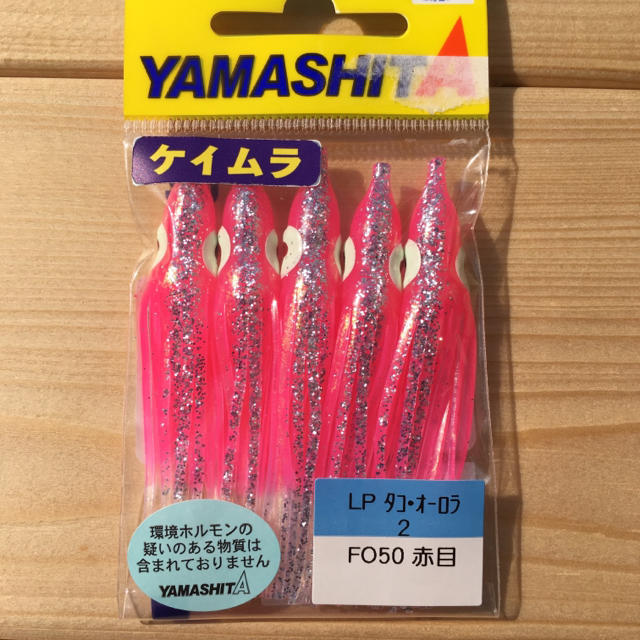 YAMASHITA
ケイムラ
LP ﾀｺ・ｵｰﾛﾗ
2
FO50 赤目
環境ホルモンの
疑いのある物質は
含まれておりません
YAMASHITA